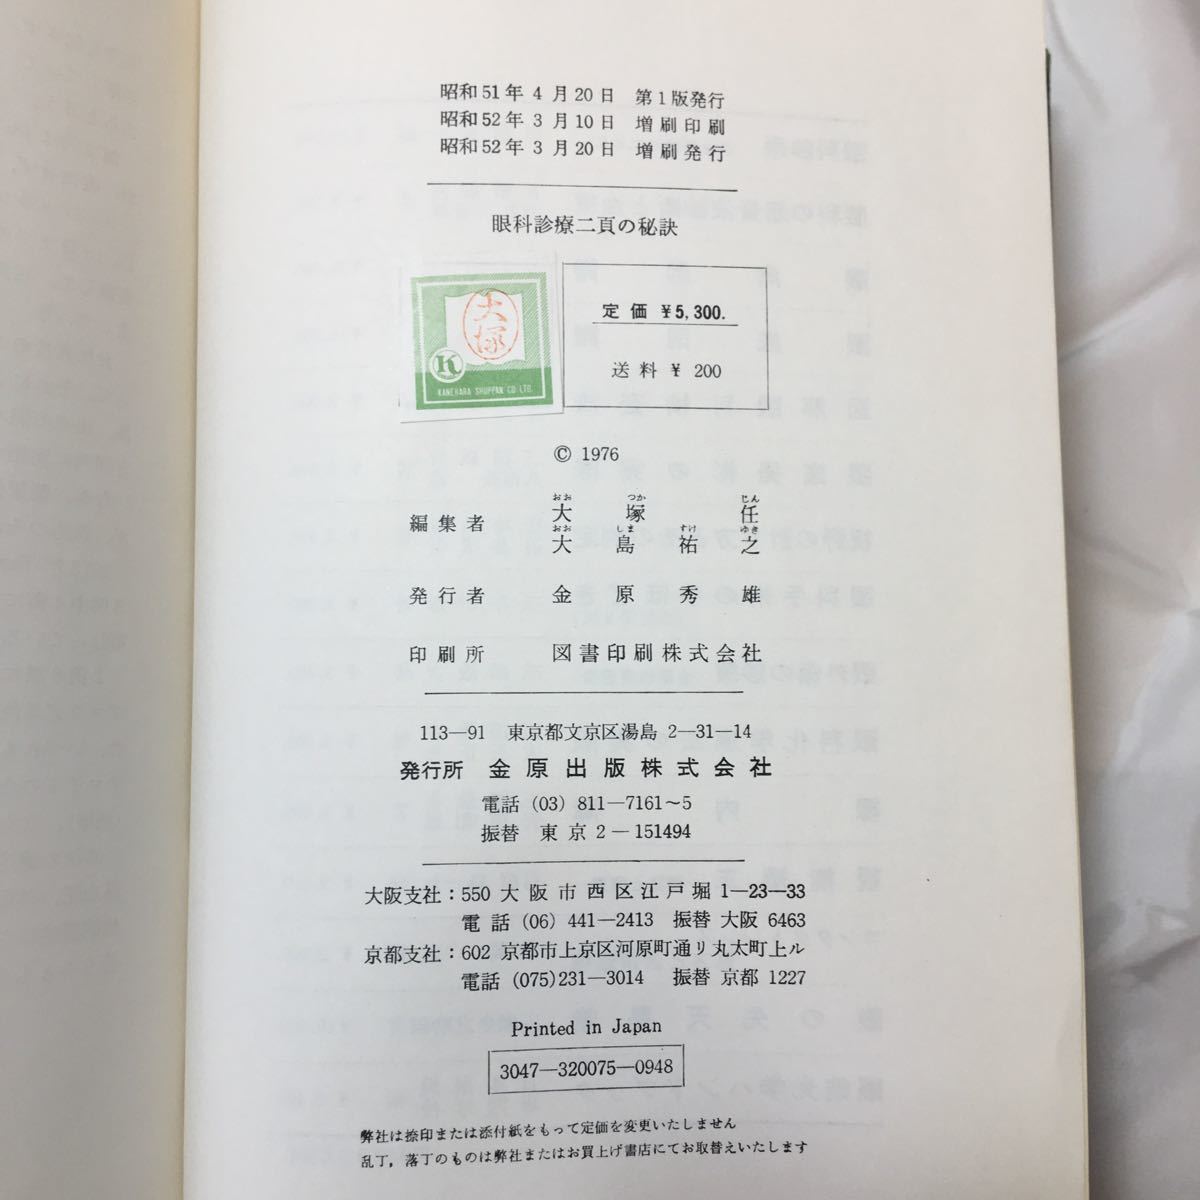 昭和51年 4 月20日 第1版発行
昭和52年 3 月10日 増刷印刷
昭和52年 3 月20日 増刷発行
眼科診療二頁の秘訣
大塚
K
KANEHARA SHUPPAN CO LTD.
定価 ¥5,300.
送料 ¥ 200
© 1976
編集者
おお つか じん
大 塚 任
おお しま すけ ゆき
大 島 祐 之
発行者 金 原 秀 雄
印刷所 図書印刷株式会社
113—91 東京都文京区湯島 2—31—14
発行所 金原出版株式会社
電話 (03) 811—7161~5
振替 東京2—151494
大阪支社：550 大阪市西区江戸堀 1—23—33
電話 (06) 441—2413 振替 大阪 6463
京都支社：602 京都市上京区河原町通リ丸太町上ル
電話 (075)231—3014 振替 京都 1227
Printed in Japan
3047—320075—0948
弊社は捺印または添付紙をもって定価を変更いたしません
乱丁，落丁のものは弊社またはお買上げ書店にてお取替えいたします